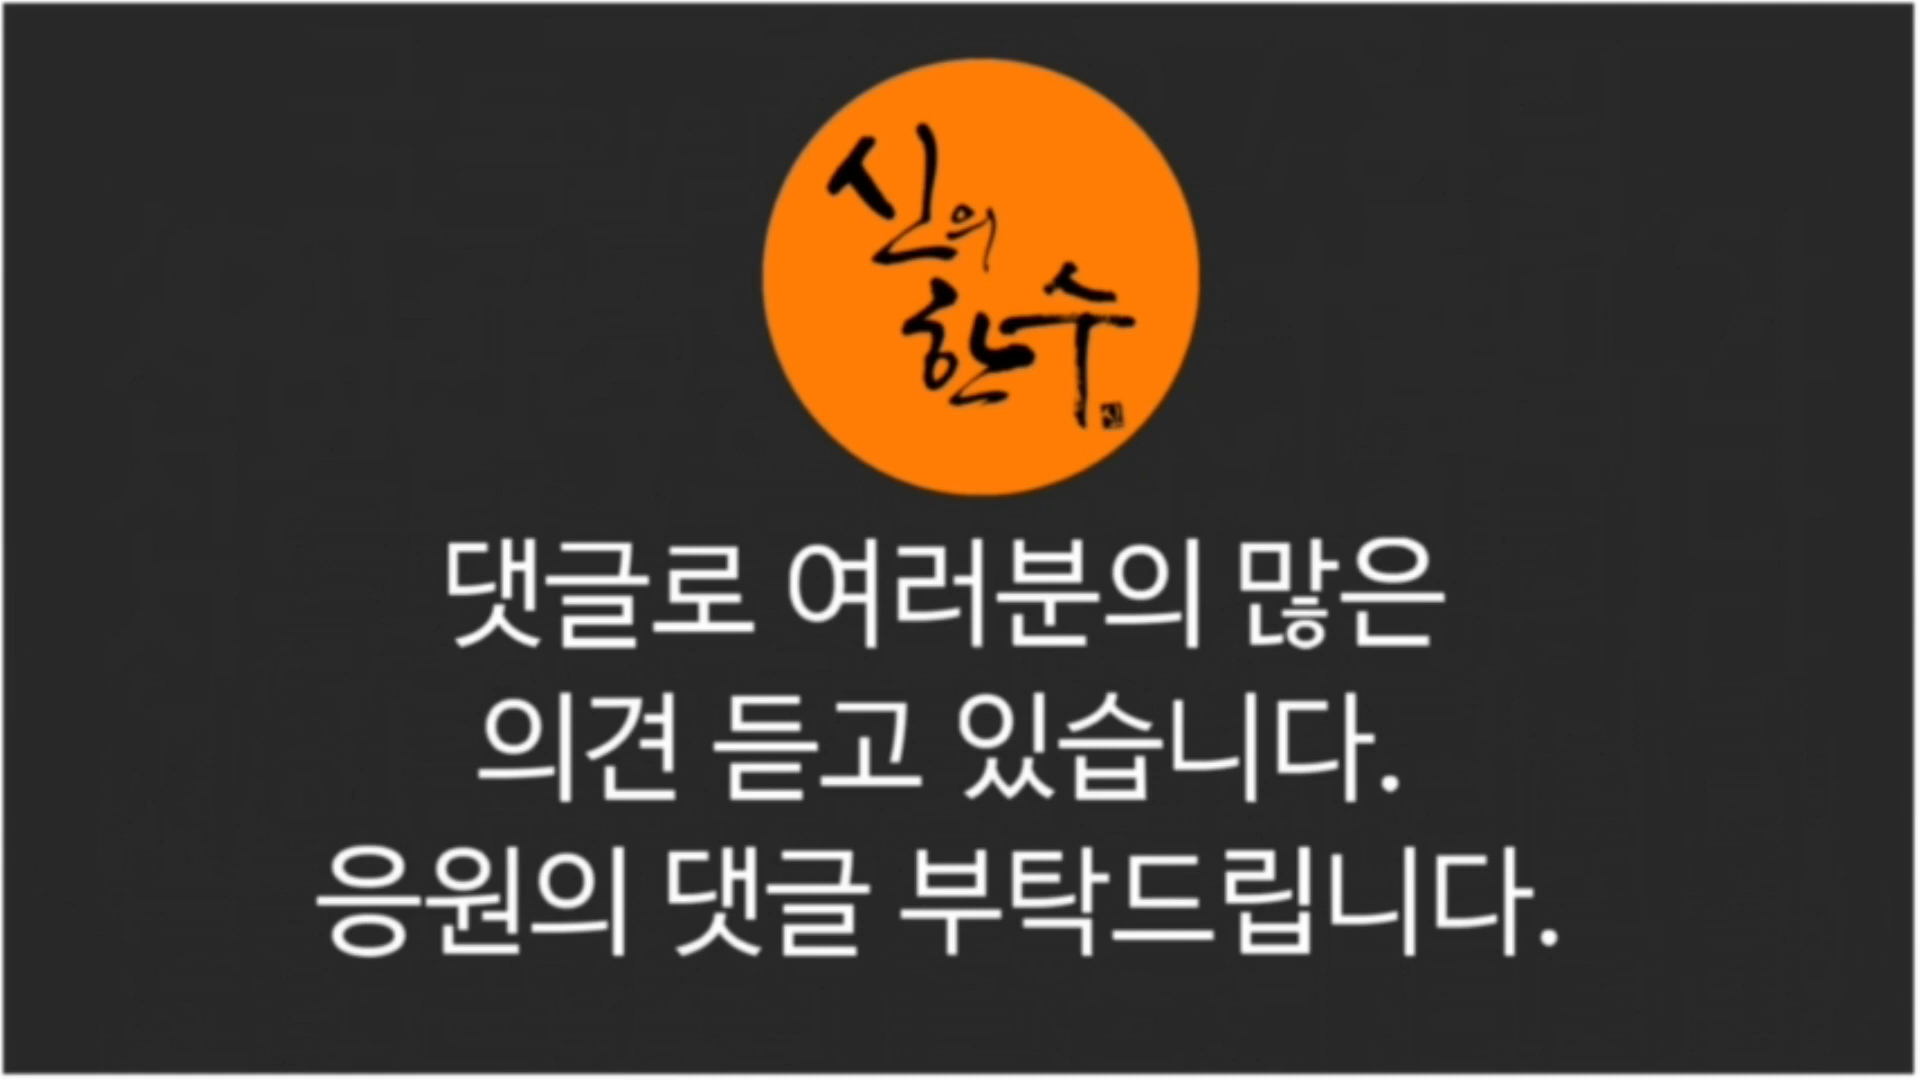 신의
한수
댓글로 여러분의 많은
의견 듣고 있습니다.
응원의 댓글 부탁드립니다.